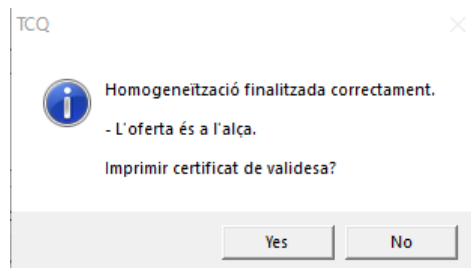 TCQ
Homogeneïtzació finalitzada correctament.
- L'oferta és a l'alça.
Imprimir certificat de validesa?
Yes
No